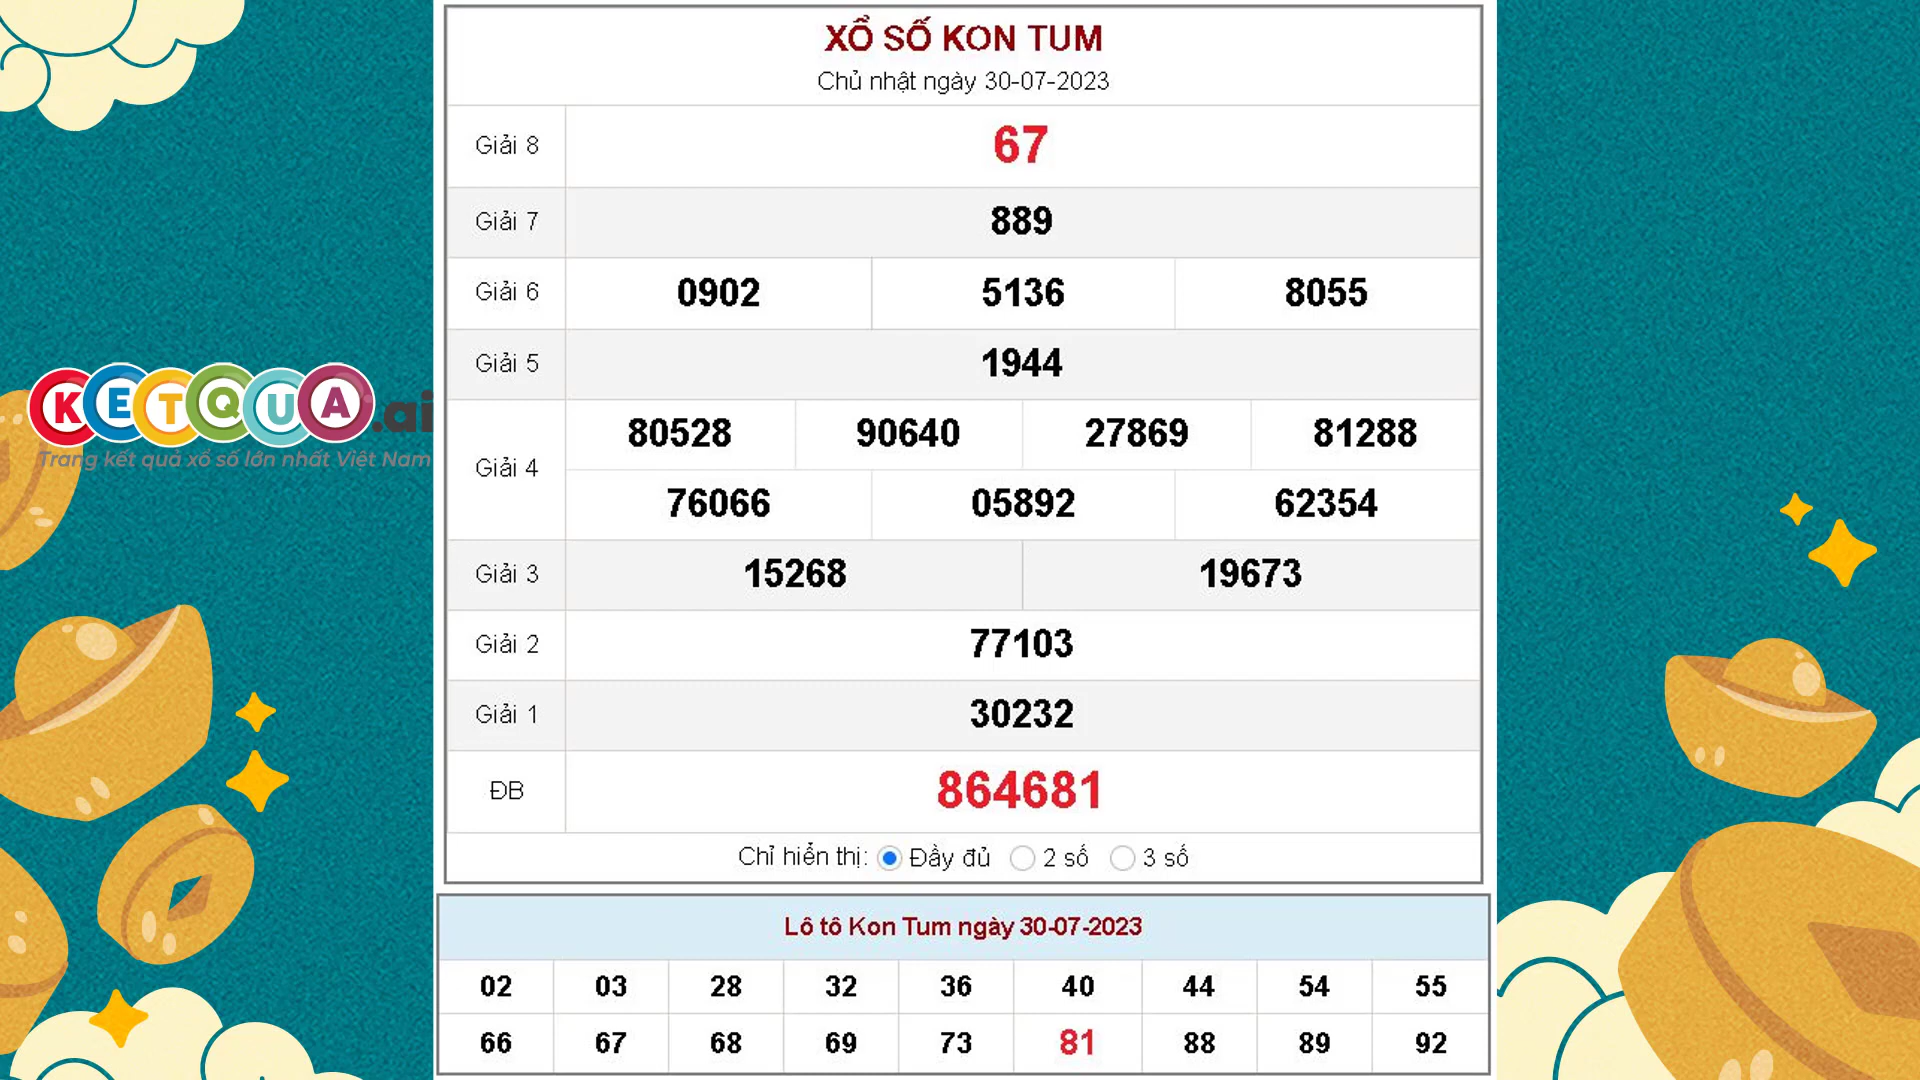 XỔ SỐ KON TUM
Chủ nhật ngày 30-07-2023
Giải 8 67
Giải 7 889
Giải 6 0902 5136 8055
Giải 5 1944
Giải 4 80528 90640 27869 81288
76066 05892 62354
Giải 3 15268 19673
Giải 2 77103
Giải 1 30232
ĐB 864681
Chỉ hiển thị: Đầy đủ 2 số 3 số
Lô tô Kon Tum ngày 30-07-2023
02 03 28 32 36 40 44 54 55
66 67 68 69 73 81 88 89 92
KETQUA.ai
Trang kết quả xổ số lớn nhất Việt Nam